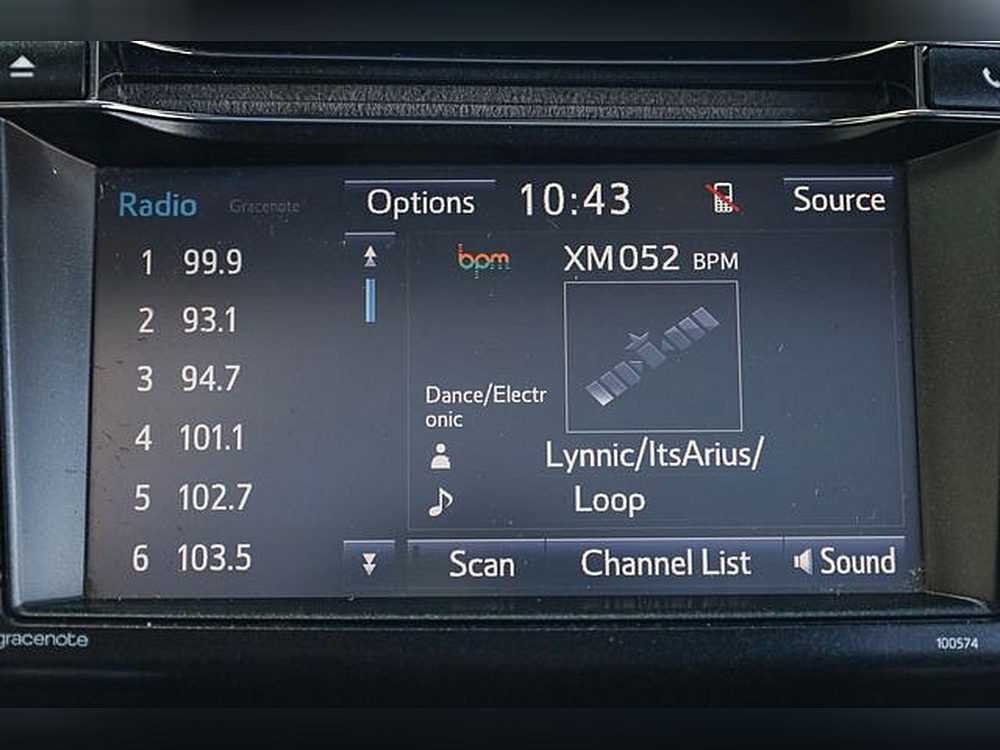 Radio Gracenote Options 10:43 Source
1 99.9
2 93.1
3 94.7
4 101.1
5 102.7
6 103.5
bpm XM052 BPM
Dance/Electr
onic
Lynnic/ItsArius/
Loop
Scan Channel List Sound
gracenote 100574